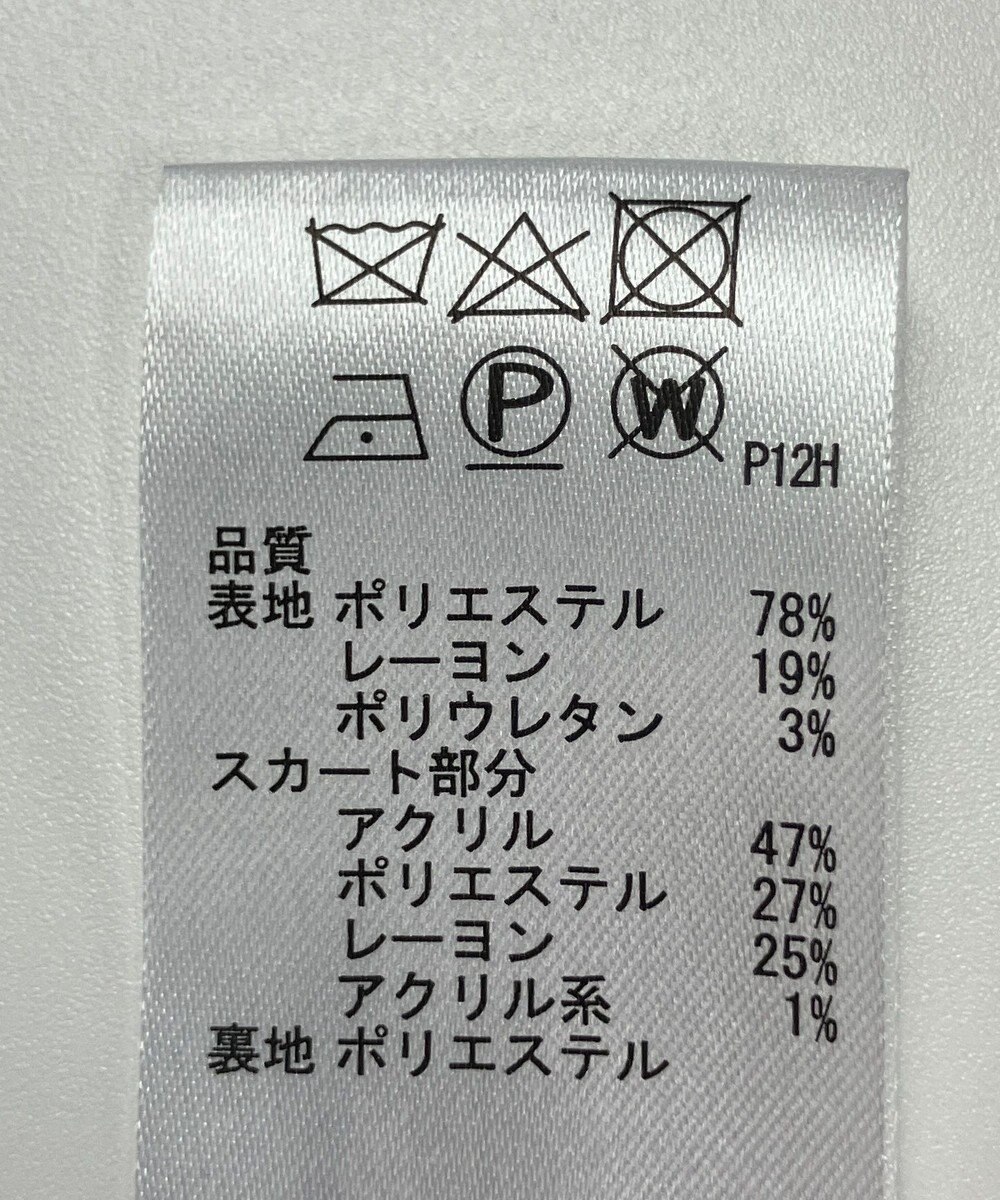 P W P12H
品質
表地 ポリエステル 78%
レーヨン 19%
ポリウレタン 3%
スカート部分
アクリル 47%
ポリエステル 27%
レーヨン 25%
アクリル系 1%
裏地 ポリエステル